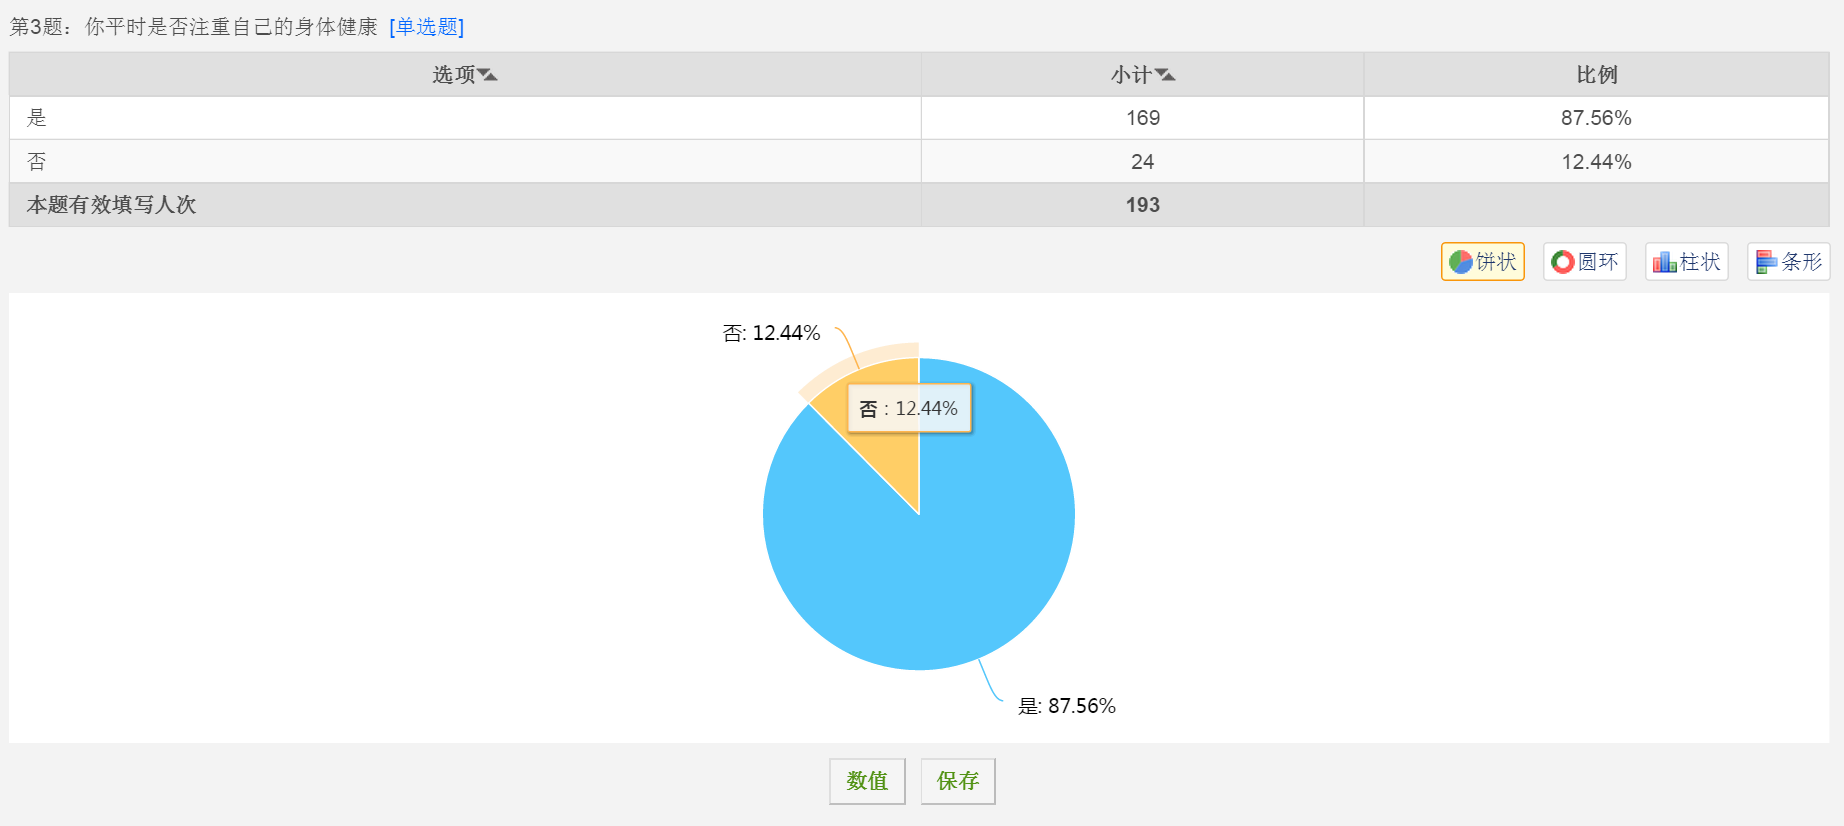 第3题：你平时是否注重自己的身体健康 [单选题]
选项 小计 比例
是 169 87.56%
否 24 12.44%
本题有效填写人次 193
饼状 圆环 柱状 条形
否: 12.44%
否 : 12.44%
是: 87.56%
数值 保存